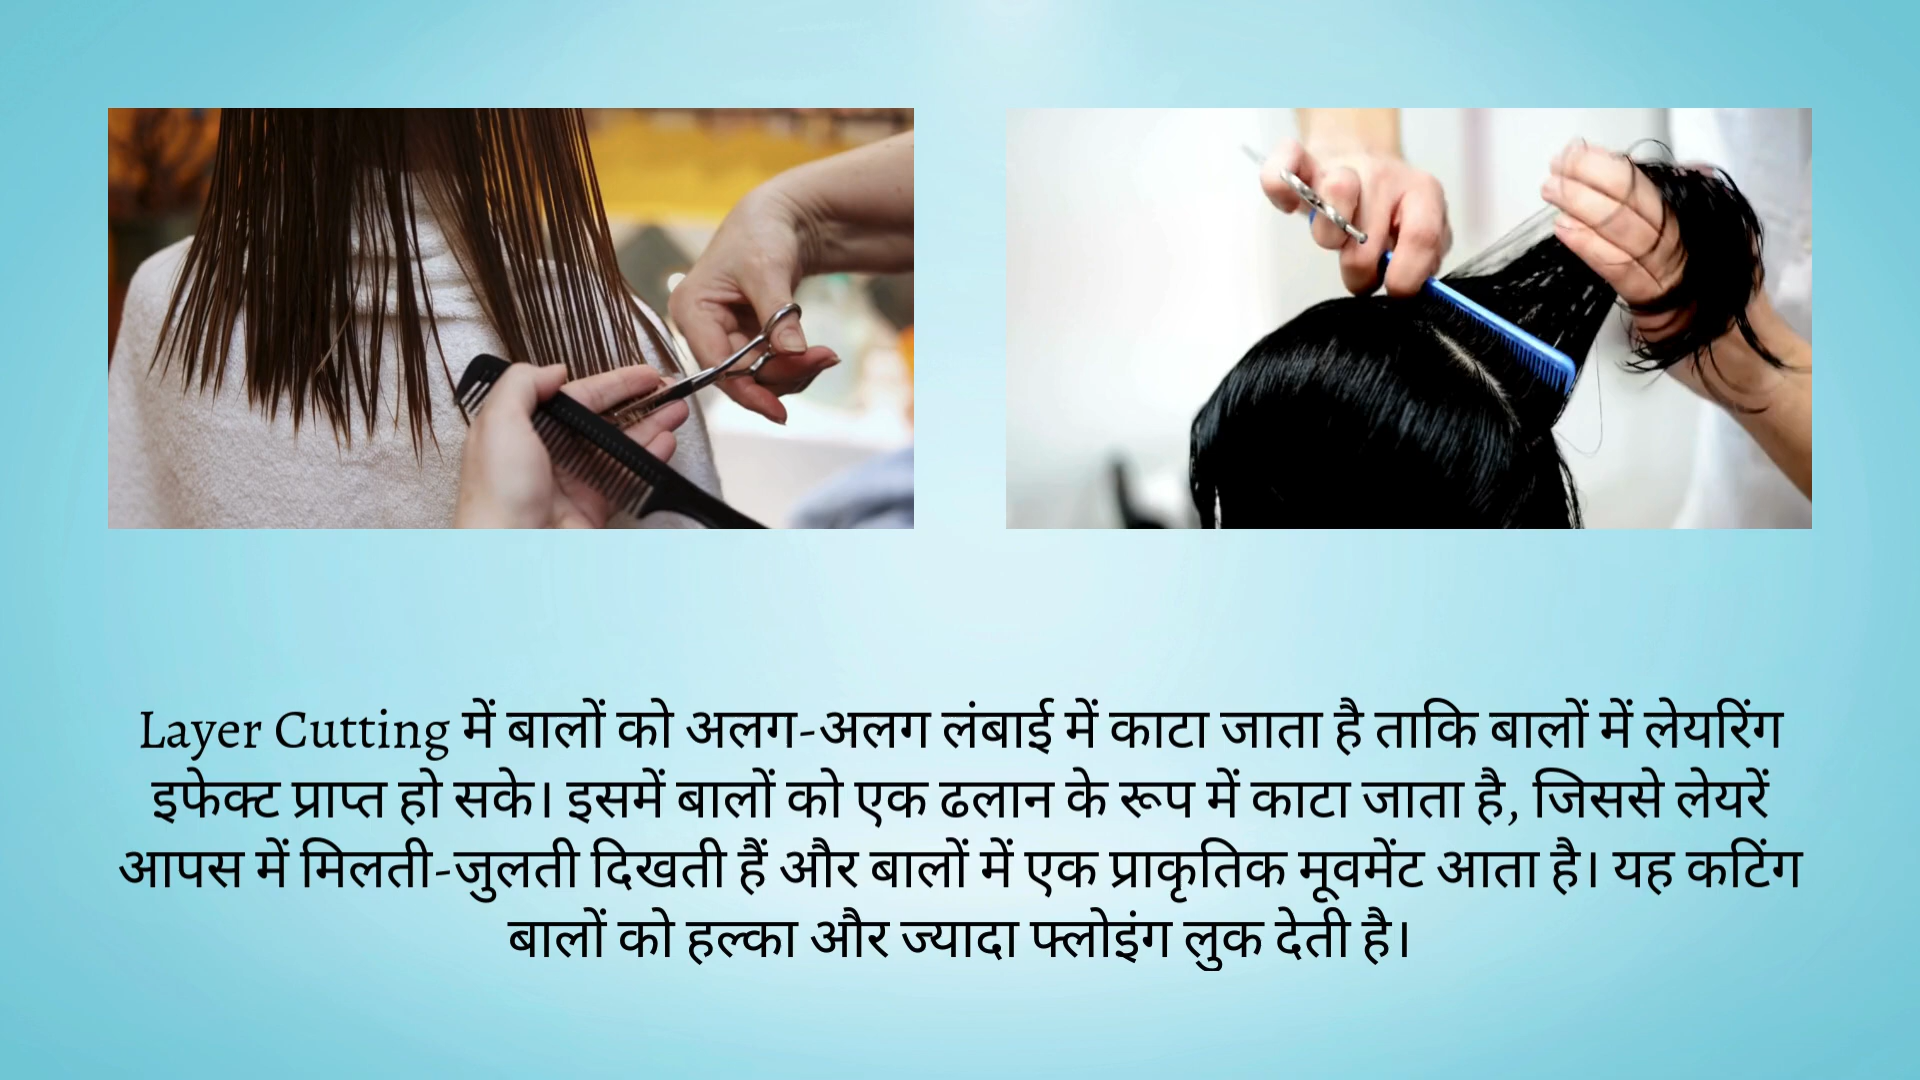 Layer Cutting में बालों को अलग-अलग लंबाई में काटा जाता है ताकि बालों में लेयरिंग
इफेक्ट प्राप्त हो सके। इसमें बालों को एक ढलान के रूप में काटा जाता है, जिससे लेयरें
आपस में मिलती-जुलती दिखती हैं और बालों में एक प्राकृतिक मूवमेंट आता है। यह कटिंग
बालों को हल्का और ज्यादा फ्लोइंग लुक देती है।